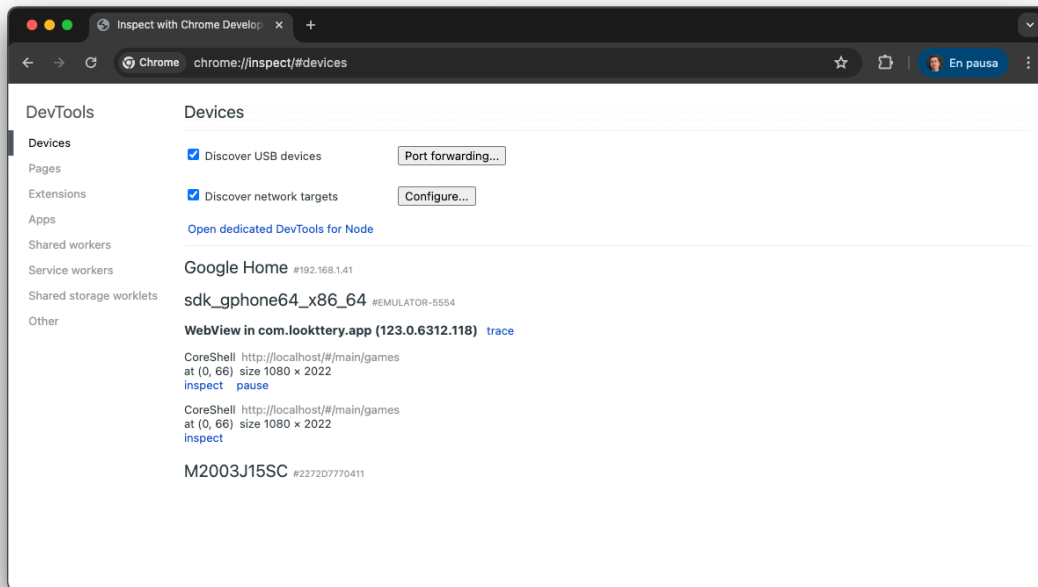 Inspect with Chrome Develop
Chrome chrome://inspect/#devices En pausa
DevTools
Devices
Pages
Extensions
Apps
Shared workers
Service workers
Shared storage worklets
Other
Devices
Discover USB devices Port forwarding...
Discover network targets Configure...
Open dedicated DevTools for Node
Google Home #192.168.1.41
sdk_gphone64_x86_64 #EMULATOR-5554
WebView in com.lookttery.app (123.0.6312.118) trace
CoreShell http://localhost/#/main/games
at (0, 66) size 1080 × 2022
inspect pause
CoreShell http://localhost/#/main/games
at (0, 66) size 1080 × 2022
inspect
M2003J15SC #2272D7770411